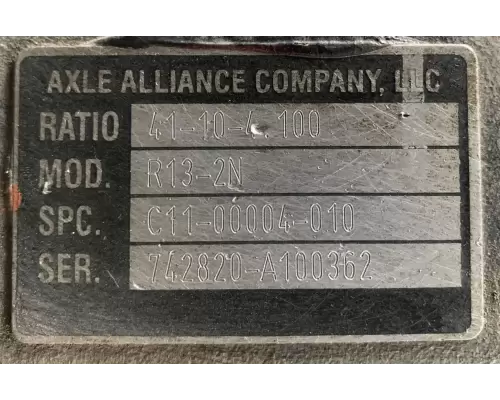 AXLE ALLIANCE COMPANY, LLC
RATIO 41-10-4.100
MOD. R13-2N
SPC. C11-00004-010
SER. 742820-A100362